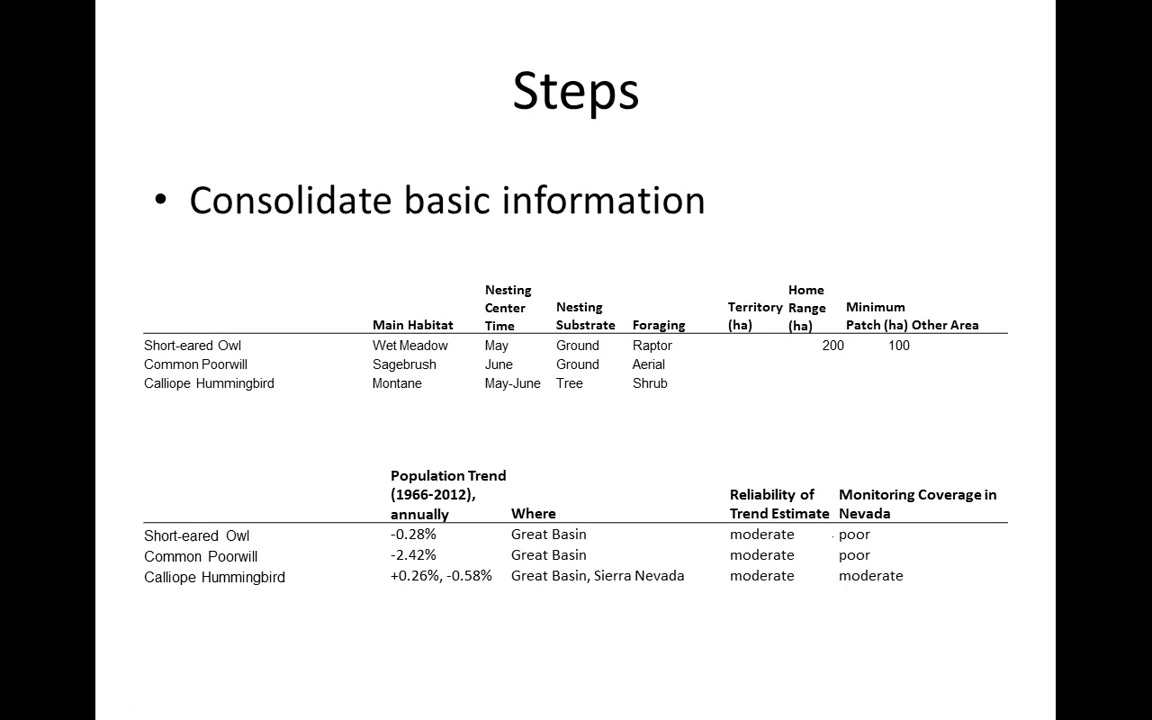 Steps
• Consolidate basic information
Main Habitat Nesting Center Time Nesting Substrate Foraging Territory (ha) Home Range (ha) Minimum Patch (ha) Other Area
Short-eared Owl Wet Meadow May Ground Raptor 200 100
Common Poorwill Sagebrush June Ground Aerial
Calliope Hummingbird Montane May-June Tree Shrub
Population Trend (1966-2012), annually Where Reliability of Trend Estimate Monitoring Coverage in Nevada
Short-eared Owl -0.28% Great Basin moderate poor
Common Poorwill -2.42% Great Basin moderate poor
Calliope Hummingbird +0.26%, -0.58% Great Basin, Sierra Nevada moderate moderate